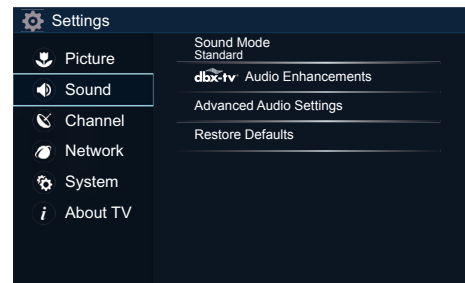 Settings
Picture
Sound
Channel
Network
System
i About TV
Sound Mode
Standard
dbx-tv Audio Enhancements
Advanced Audio Settings
Restore Defaults